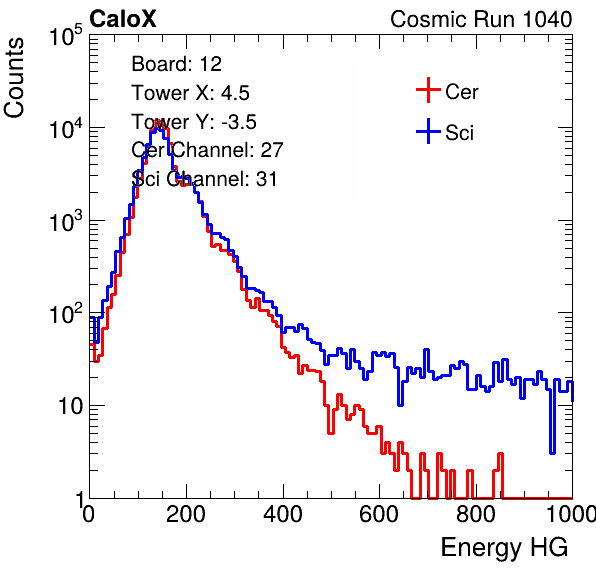 CaloX Cosmic Run 1040
Counts
10^5
10^4
10^3
10^2
10
1
Board: 12
Tower X: 4.5
Tower Y: -3.5
Cer Channel: 27
Sci Channel: 31
Cer
Sci
0 200 400 600 800 1000
Energy HG